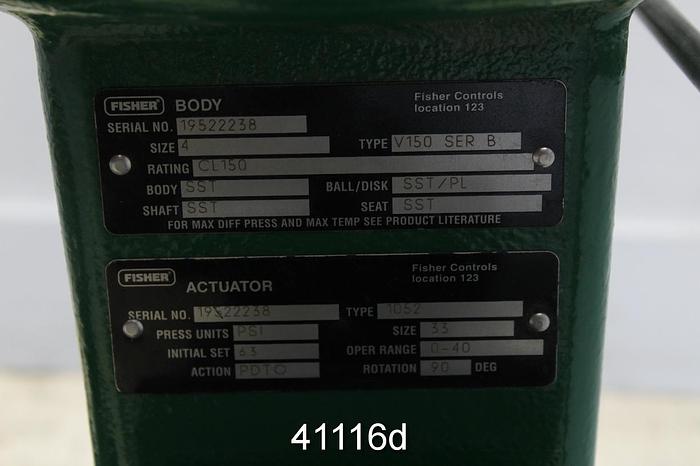 FISHER BODY Fisher Controls
location 123
SERIAL NO. 19522238
SIZE 4 TYPE V150 SER B
RATING CL150
BODY SST BALL/DISK SST/PL
SHAFT SST SEAT SST
FOR MAX DIFF PRESS AND MAX TEMP SEE PRODUCT LITERATURE
FISHER ACTUATOR Fisher Controls
location 123
SERIAL NO. 19522238 TYPE 1052
PRESS UNITS PSI SIZE 33
INITIAL SET 63 OPER RANGE 0-40
ACTION PDTO ROTATION 90 DEG
41116d